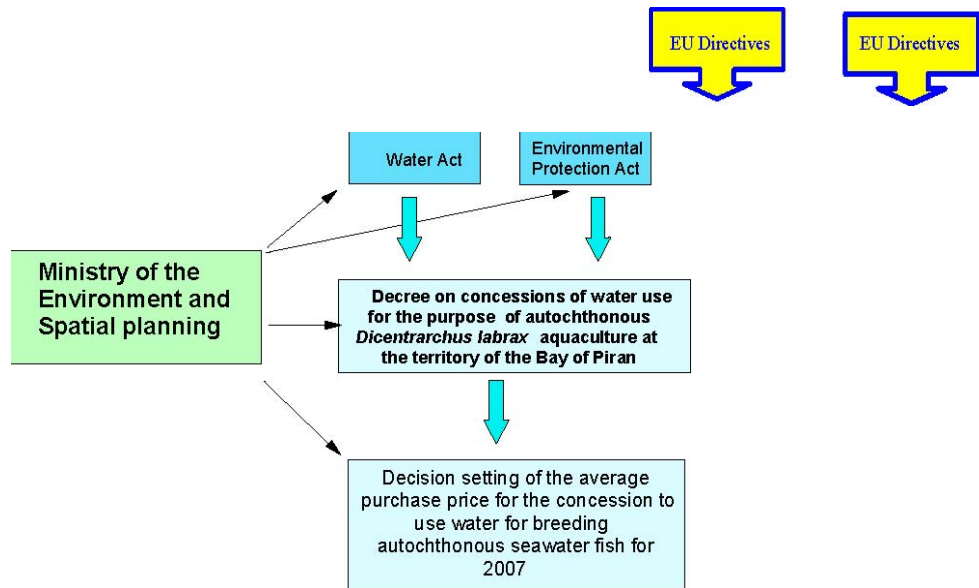 EU Directives
EU Directives
Water Act
Environmental
Protection Act
Ministry of the
Environment and
Spatial planning
Decree on concessions of water use
for the purpose of autochthonous
Dicentrarchus labrax aquaculture at
the territory of the Bay of Piran
Decision setting of the average
purchase price for the concession to
use water for breeding
autochthonous seawater fish for
2007